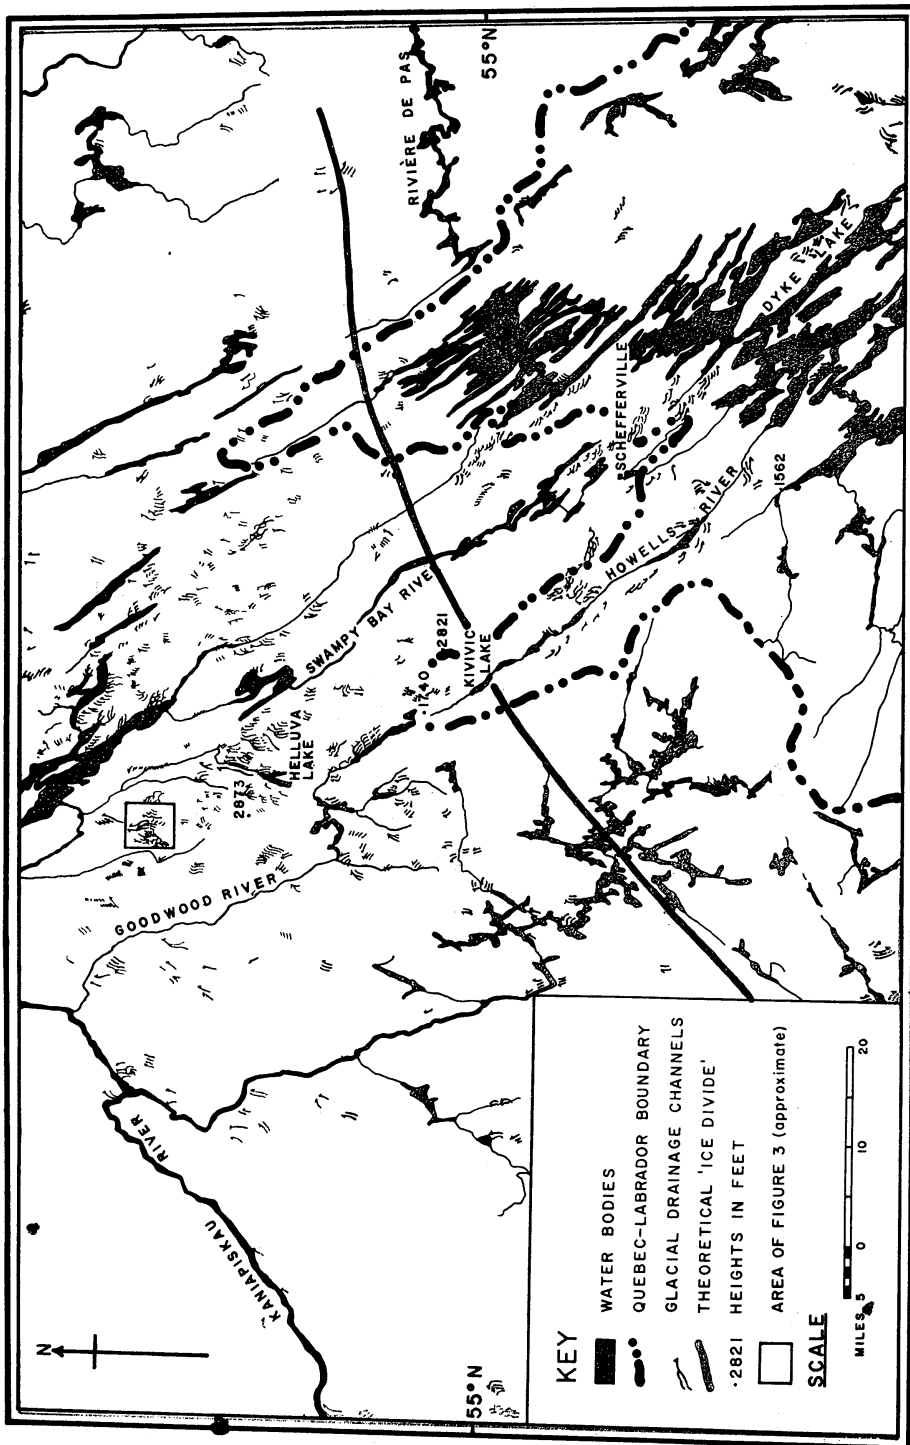 55°N
RIVIÈRE DE PAS
DYKE LAKE
SCHEFFERVILLE
HOWELLS RIVER
1562
SWAMPY BAY RIVER
2821
KIVIVIC
LAKE
1740
HELLUVA
LAKE
2873
GOODWOOD RIVER
KANIAPISKAU RIVER
N
55°N
KEY
WATER BODIES
QUEBEC-LABRADOR BOUNDARY
GLACIAL DRAINAGE CHANNELS
THEORETICAL 'ICE DIVIDE'
·2821 HEIGHTS IN FEET
AREA OF FIGURE 3 (approximate)
SCALE
MILES 5 0 10 20